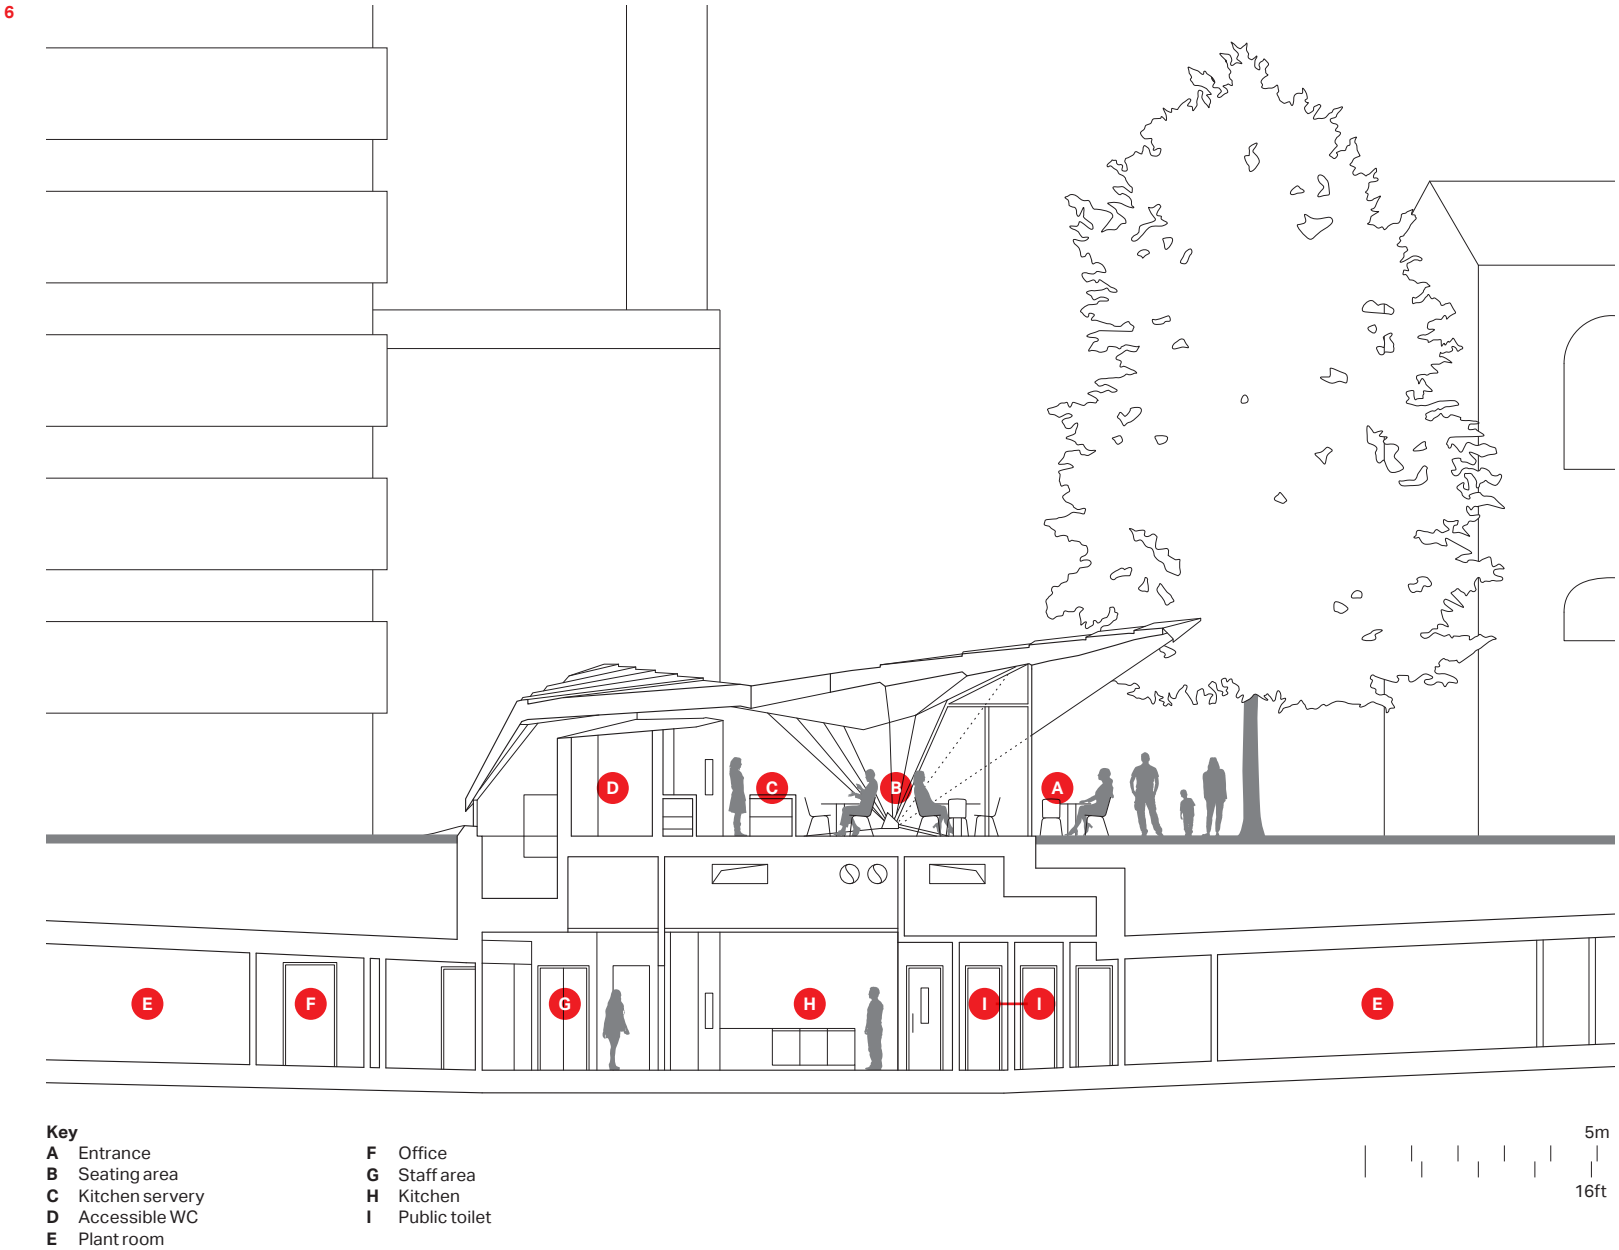 6
D
C
B
A
E
F
G
H
I
I
E
Key
A Entrance
B Seating area
C Kitchen servery
D Accessible WC
E Plant room
F Office
G Staff area
H Kitchen
I Public toilet
5m
16ft